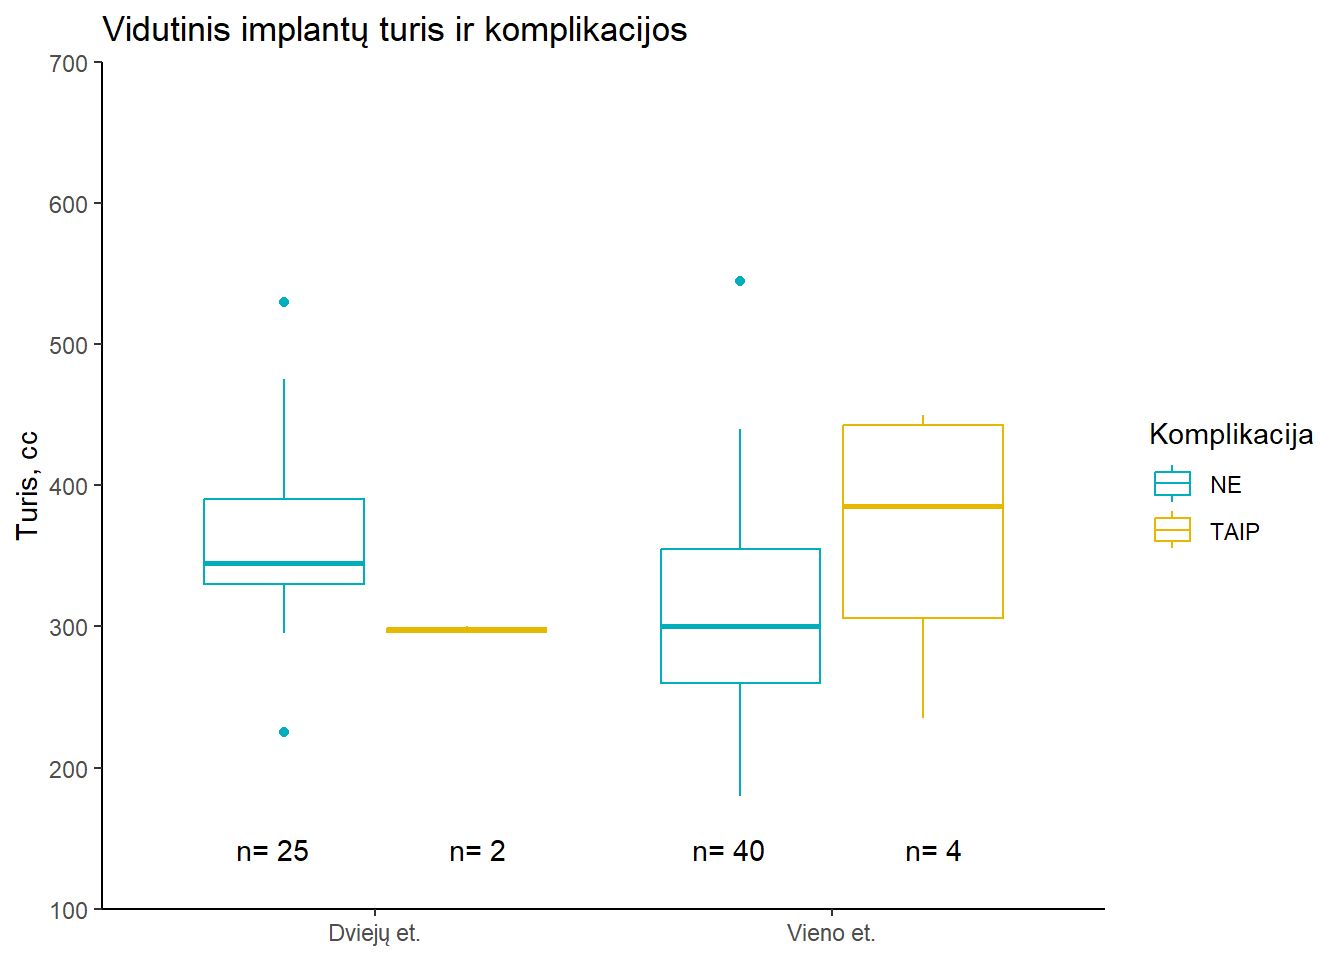 Vidutinis implantų turis ir komplikacijos
700
600
500
400
300
200
100
Turis, cc
n= 25
n= 2
n= 40
n= 4
Dviejų et.
Vieno et.
Komplikacija
NE
TAIP